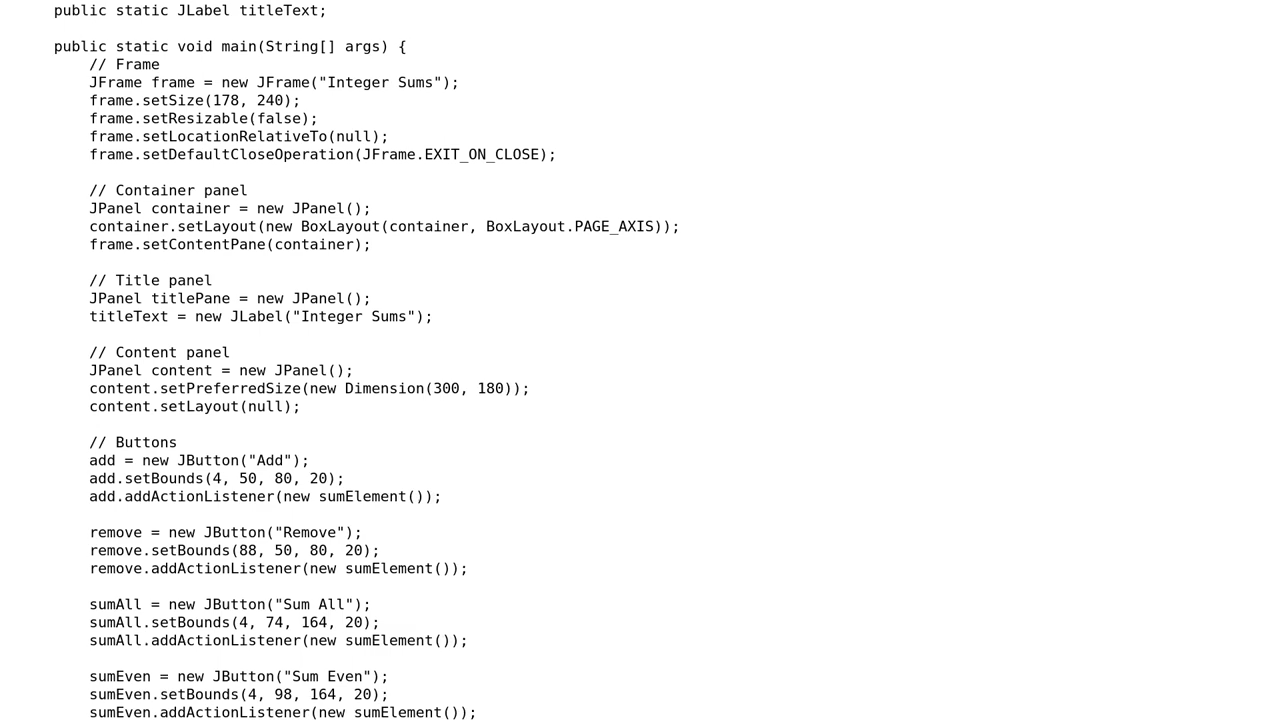 public static JLabel titleText;
public static void main(String[] args) {
// Frame
JFrame frame = new JFrame("Integer Sums");
frame.setSize(178, 240);
frame.setResizable(false);
frame.setLocationRelativeTo(null);
frame.setDefaultCloseOperation(JFrame.EXIT_ON_CLOSE);
// Container panel
JPanel container = new JPanel();
container.setLayout(new BoxLayout(container, BoxLayout.PAGE_AXIS));
frame.setContentPane(container);
// Title panel
JPanel titlePane = new JPanel();
titleText = new JLabel("Integer Sums");
// Content panel
JPanel content = new JPanel();
content.setPreferredSize(new Dimension(300, 180));
content.setLayout(null);
// Buttons
add = new JButton("Add");
add.setBounds(4, 50, 80, 20);
add.addActionListener(new sumElement());
remove = new JButton("Remove");
remove.setBounds(88, 50, 80, 20);
remove.addActionListener(new sumElement());
sumAll = new JButton("Sum All");
sumAll.setBounds(4, 74, 164, 20);
sumAll.addActionListener(new sumElement());
sumEven = new JButton("Sum Even");
sumEven.setBounds(4, 98, 164, 20);
sumEven.addActionListener(new sumElement());